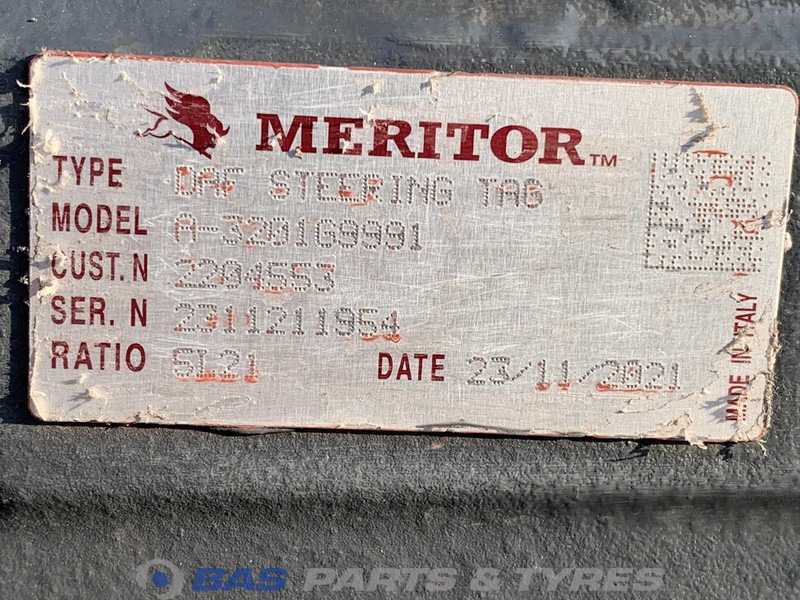 MERITOR™
TYPE DAF STEERING TAG
MODEL A-3201G9991
CUST.N 2204553
SER.N 2311211954
RATIO SL21 DATE 23/11/2021
MADE IN ITALY
BAS PARTS & TYRES